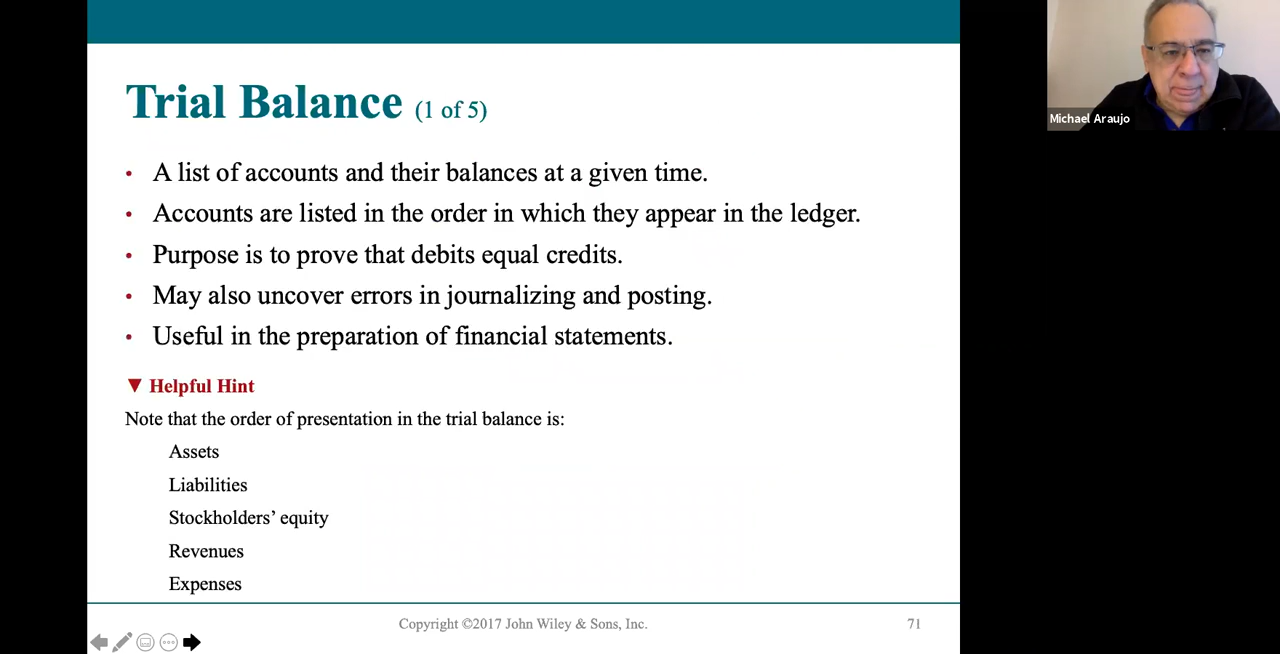 Trial Balance (1 of 5)
• A list of accounts and their balances at a given time.
• Accounts are listed in the order in which they appear in the ledger.
• Purpose is to prove that debits equal credits.
• May also uncover errors in journalizing and posting.
• Useful in the preparation of financial statements.
▼ Helpful Hint
Note that the order of presentation in the trial balance is:
Assets
Liabilities
Stockholders’ equity
Revenues
Expenses
Copyright ©2017 John Wiley & Sons, Inc.
71
Michael Araujo